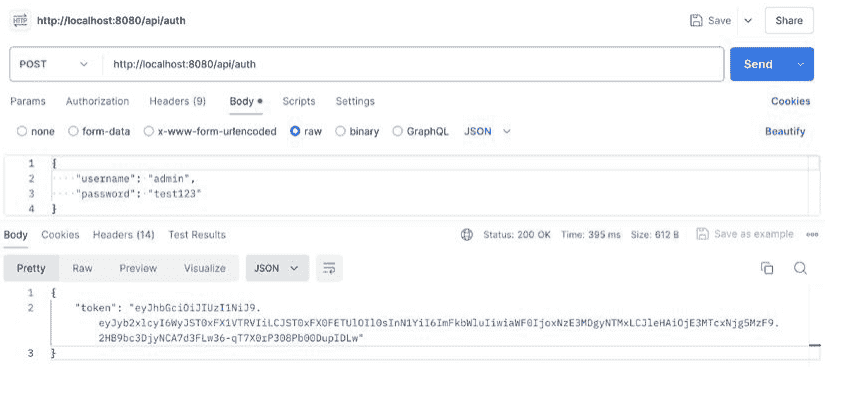 HTTP http://localhost:8080/api/auth Save Share
POST http://localhost:8080/api/auth Send
Params Authorization Headers (9) Body Scripts Settings Cookies
none form-data x-www-form-urlencoded raw binary GraphQL JSON Beautify
1 {
2 "username": "admin",
3 "password": "test123"
4 }
Body Cookies Headers (14) Test Results Status: 200 OK Time: 395 ms Size: 612 B Save as example
Pretty Raw Preview Visualize JSON
1 {
2 "token": "eyJhbGciOiJIUzI1NiJ9.
eyJyb2xlcyI6WyJST0xFX1VTRVIiLCJST0xFX0FETUlOIl0sInN1YiI6ImFkbWluIiwiaWF0IjoxNzE3MDgyNTMxLCJleHAiOjE3MTcxNjg5MzF9.
2HB9bc3DjyNCA7d3FLw36-qT7X0rP308Pb0ODupIDLw"
3 }